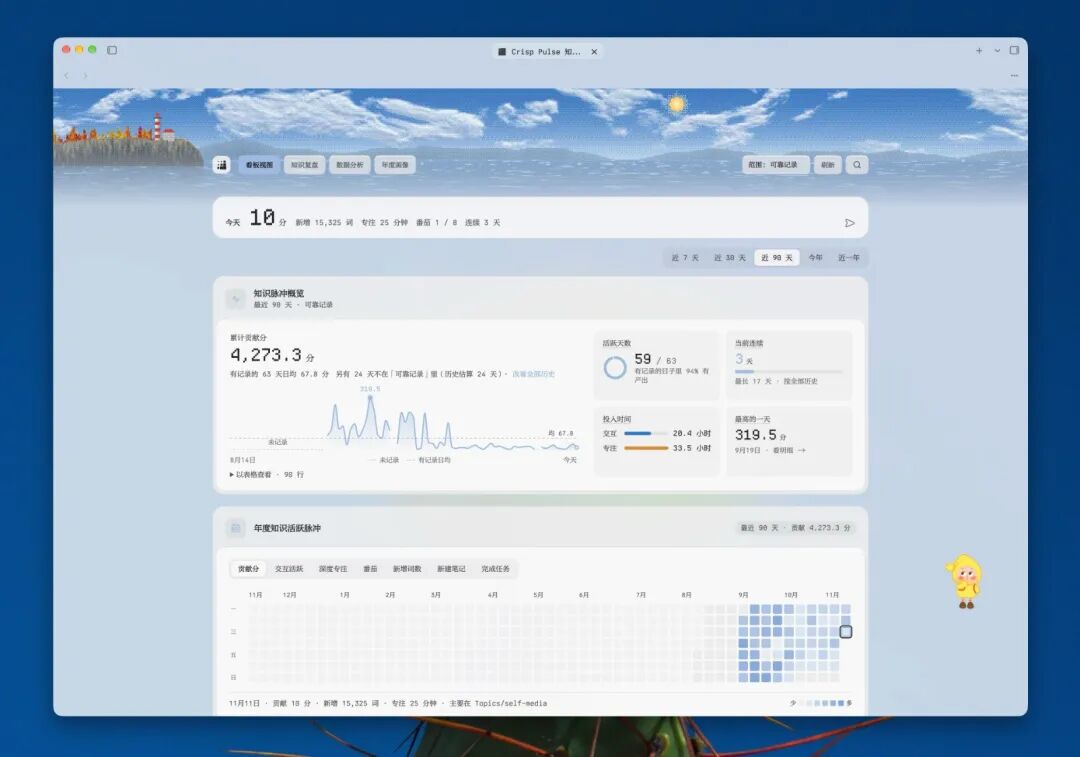 Crisp Pulse 知...
看板视图 知识复盘 数据分析 年度画像
范围: 可靠记录 刷新
今天 10 分 新增 15,325 词 专注 25 分钟 番茄 1 / 8 连续 3 天
近 7 天 近 30 天 近 90 天 今年 近一年
知识脉冲概览
最近 90 天 · 可靠记录
累计贡献分
4,273.3 分
有记录的 63 天日均 67.8 分 另有 24 天不在「可靠记录」里（历史估算 24 天）· 改看全部历史
319.5
未记录
均 67.8
8月14日
未记录 有记录日均
今天
▶ 以表格查看 · 90 行
活跃天数
59 / 63
有记录的日子里 94% 有
产出
当前连续
3 天
最长 17 天 · 按全部历史
投入时间
交互 20.4 小时
专注 33.5 小时
最高的一天
319.5 分
9月19日 · 看明细 →
年度知识活跃脉冲
最近 90 天 · 贡献 4,273.3 分
贡献分 交互活跃 深度专注 番茄 新增词数 新建笔记 完成任务
11月 12月 1月 2月 3月 4月 5月 6月 7月 8月 9月 10月 11月
一
三
五
日
11月11日 · 贡献 10 分 · 新增 15,325 词 · 专注 25 分钟 · 主要在 Topics/self-media
少 多